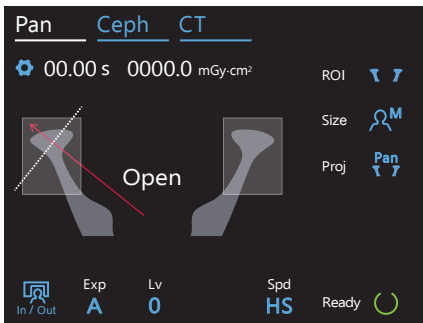 Pan Ceph CT
00.00 s 0000.0 mGy·cm²
ROI
Size M
Proj Pan
Open
In / Out
Exp Lv Spd
A 0 HS
Ready